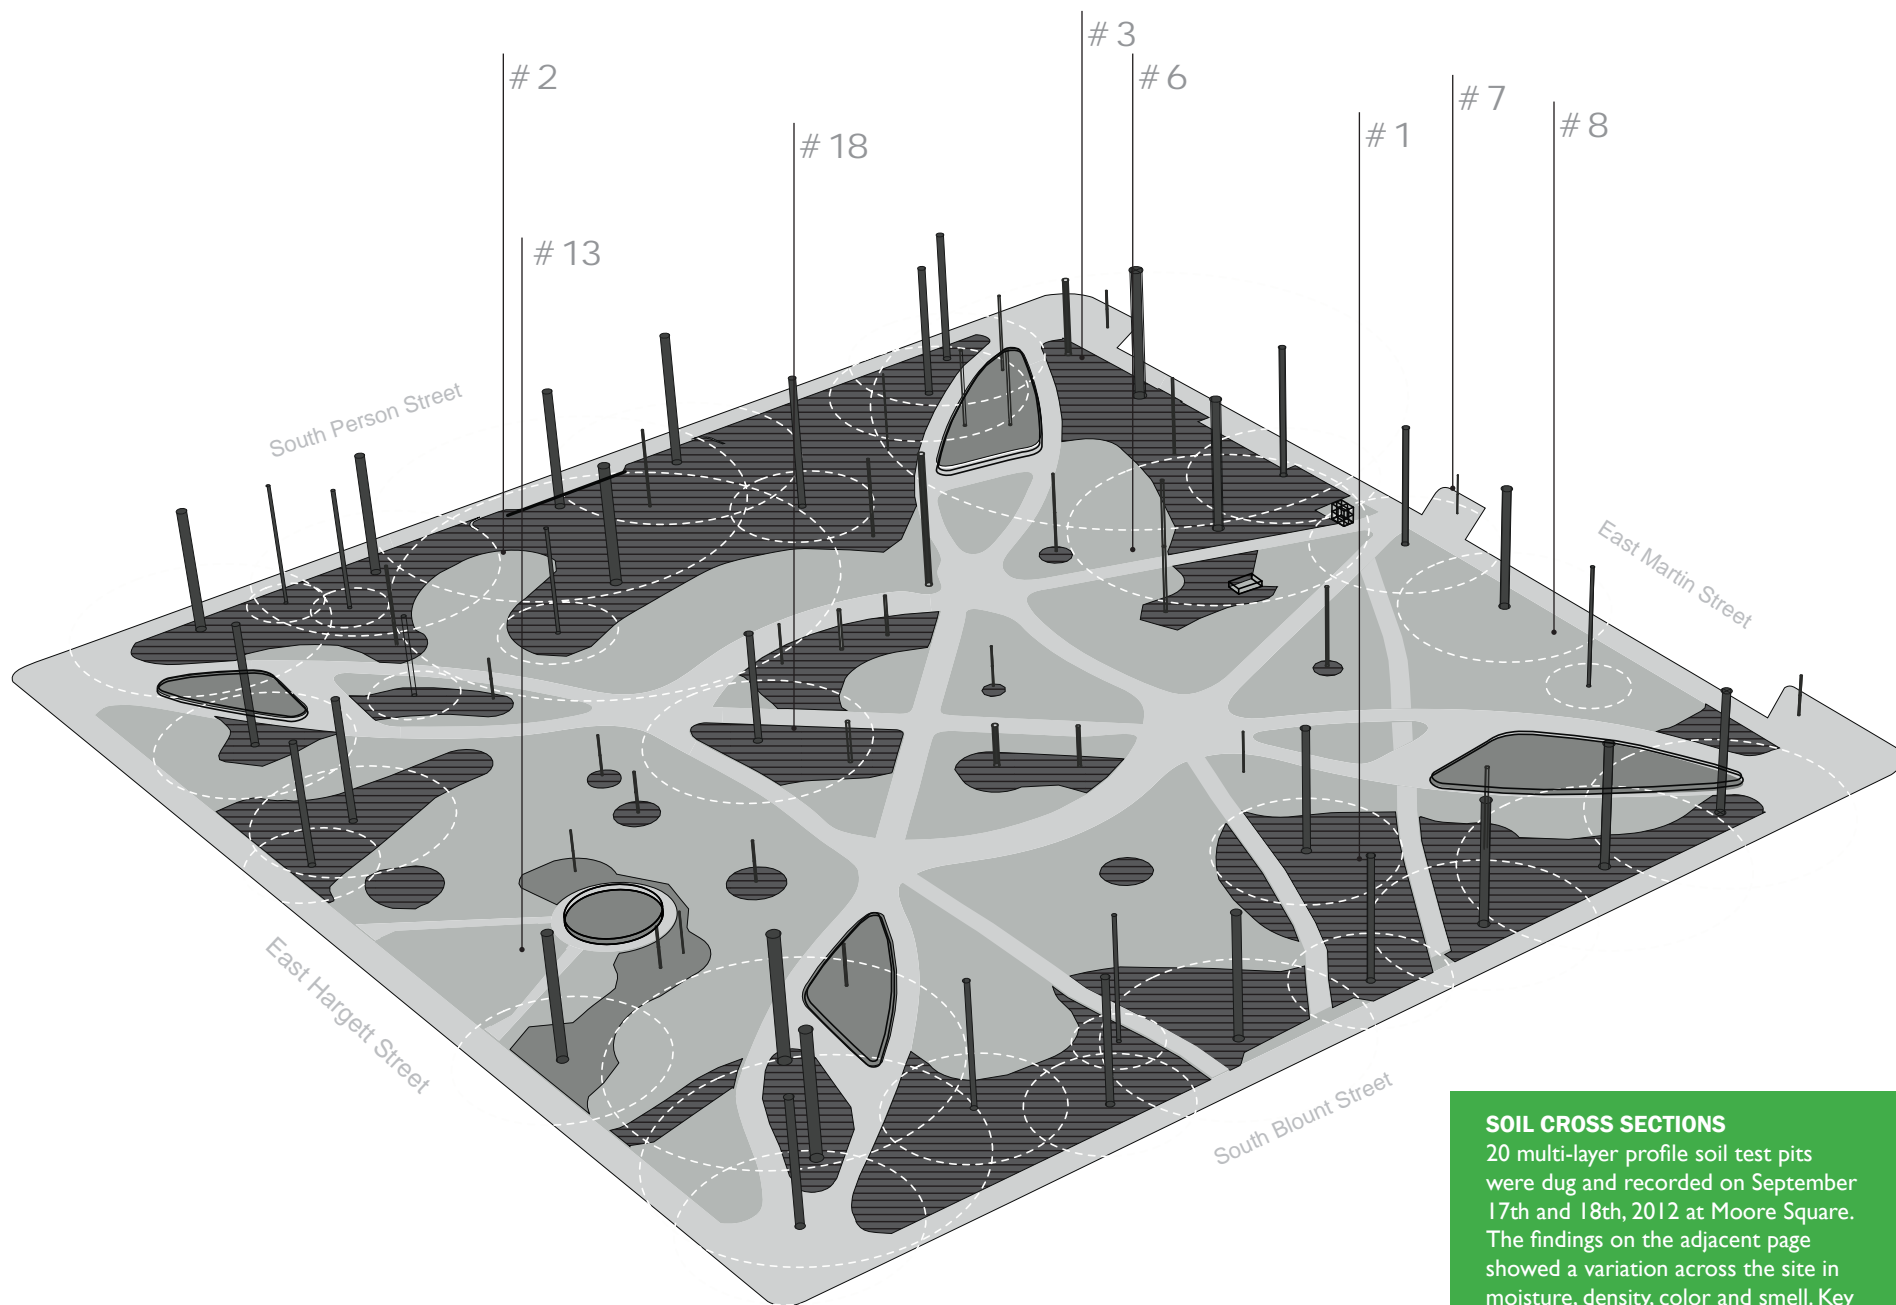 # 3
# 2
# 6
# 7
# 8
# 1
# 18
# 13
South Person Street
East Martin Street
East Hargett Street
South Blount Street
SOIL CROSS SECTIONS
20 multi-layer profile soil test pits
were dug and recorded on September
17th and 18th, 2012 at Moore Square.
The findings on the adjacent page
showed a variation across the site in
moisture, density, color and smell. Key